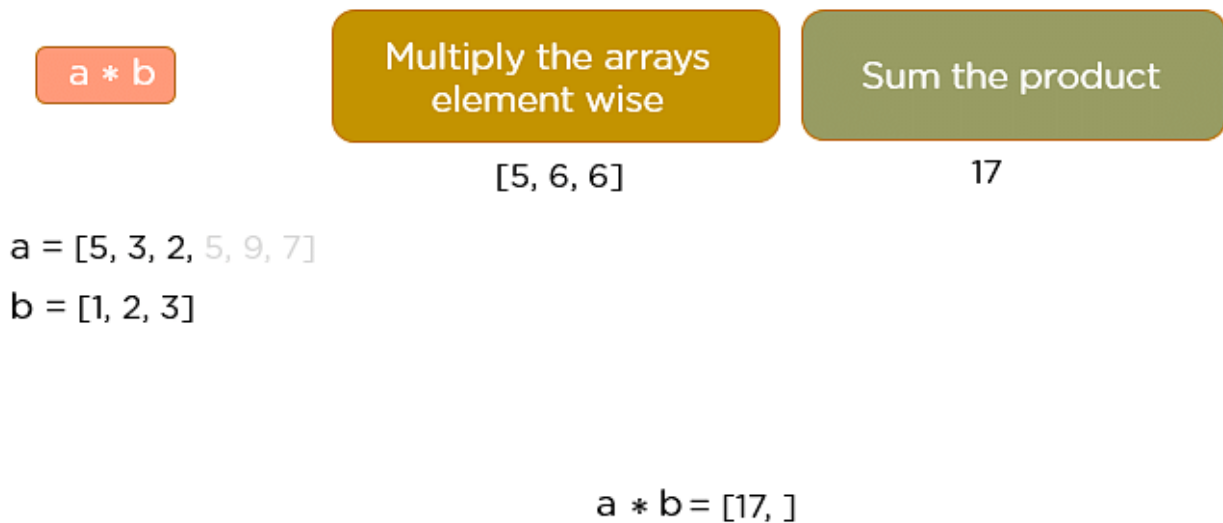 a * b
Multiply the arrays
element wise
Sum the product
[5, 6, 6]
17
a = [5, 3, 2, 5, 9, 7]
b = [1, 2, 3]
a * b = [17, ]